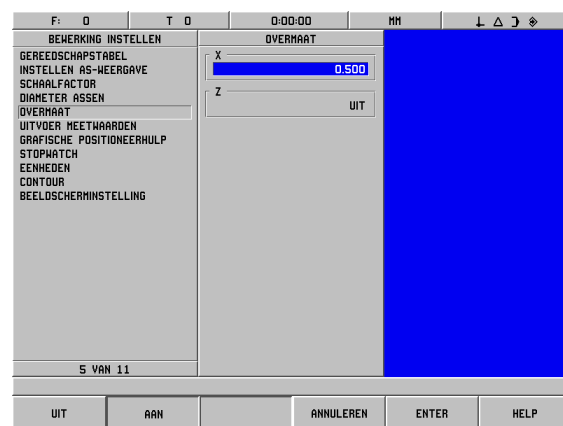 F: 0 T 0 0:00:00 MM
BEWERKING INSTELLEN
GEREEDSCHAPSTABEL
INSTELLEN AS-WEERGAVE
SCHAALFACTOR
DIAMETER ASSEN
OVERMAAT
UITVOER MEETWAARDEN
GRAFISCHE POSITIONEERHULP
STOPWATCH
EENHEDEN
CONTOUR
BEELDSCHERMINSTELLING
5 VAN 11
OVERMAAT
X
0.500
Z
UIT
UIT AAN ANNULEREN ENTER HELP